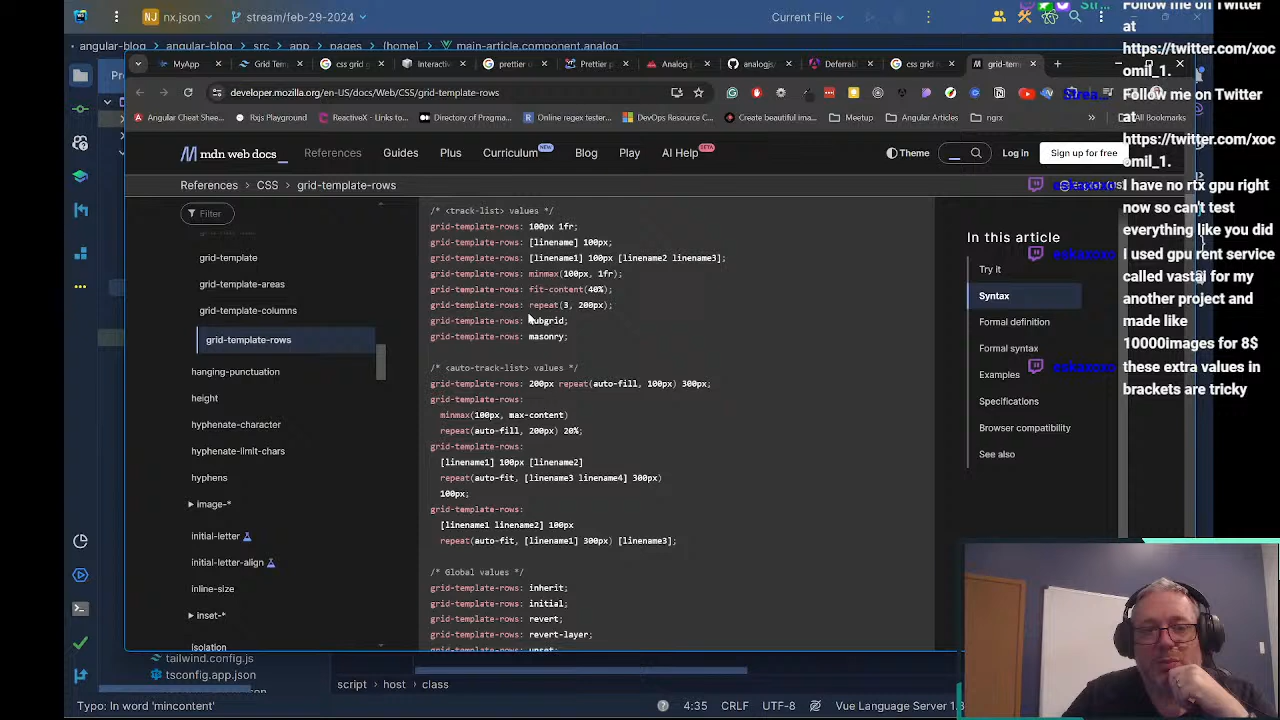 nx.json
stream/feb-29-2024
Current File
angular-blog > angular-blog > src > app > pages > (home) > main-article.component.analog
MyApp
Grid Tem
css grid g
Interactiv
prettier c
Prettier p
Analog (
analogjs/
Deferrabl
css grid
grid-temp
developer.mozilla.org/en-US/docs/Web/CSS/grid-template-rows
Angular Cheat Shee...
Rxjs Playground
ReactiveX - Links to...
Directory of Pragma...
Online regex tester...
DevOps Resource C...
Create beautiful ima...
Meetup
Angular Articles
ngrx
All Bookmarks
mdn web docs_
References
Guides
Plus
Curriculum NEW
Blog
Play
AI Help BETA
Theme
Log in
Sign up for free
References > CSS > grid-template-rows
Filter
grid-template
grid-template-areas
grid-template-columns
grid-template-rows
hanging-punctuation
height
hyphenate-character
hyphenate-limit-chars
hyphens
image-*
initial-letter
initial-letter-align
inline-size
inset-*
isolation
/* <track-list> values */
grid-template-rows: 100px 1fr;
grid-template-rows: [linename] 100px;
grid-template-rows: [linename1] 100px [linename2 linename3];
grid-template-rows: minmax(100px, 1fr);
grid-template-rows: fit-content(40%);
grid-template-rows: repeat(3, 200px);
grid-template-rows: subgrid;
grid-template-rows: masonry;
/* <auto-track-list> values */
grid-template-rows: 200px repeat(auto-fill, 100px) 300px;
grid-template-rows:
minmax(100px, max-content)
repeat(auto-fill, 200px) 20%;
grid-template-rows:
[linename1] 100px [linename2]
repeat(auto-fit, [linename3 linename4] 300px)
100px;
grid-template-rows:
[linename1 linename2] 100px
repeat(auto-fit, [linename1] 300px) [linename3];
/* Global values */
grid-template-rows: inherit;
grid-template-rows: initial;
grid-template-rows: revert;
grid-template-rows: revert-layer;
grid-template-rows: unset;
In this article
Try it
Syntax
Formal definition
Formal syntax
Examples
Specifications
Browser compatibility
See also
Follow me on Twitter
at
https://twitter.com/xoc
omil_1.
Strea...
Follow me on Twitter
at
https://twitter.com/xoc
omil_1.
eskazoxo
I have no rtx gpu right
now so can't test
everything like you did
eskazoxo
I used gpu rent service
called vastai for my
another project and
made like
10000images for 8$
eskazoxo
these extra values in
brackets are tricky
tailwind.config.js
tsconfig.app.json
script > host > class
Typo: In word 'mincontent'
4:35
CRLF
UTF-8
Vue Language Server 1.8